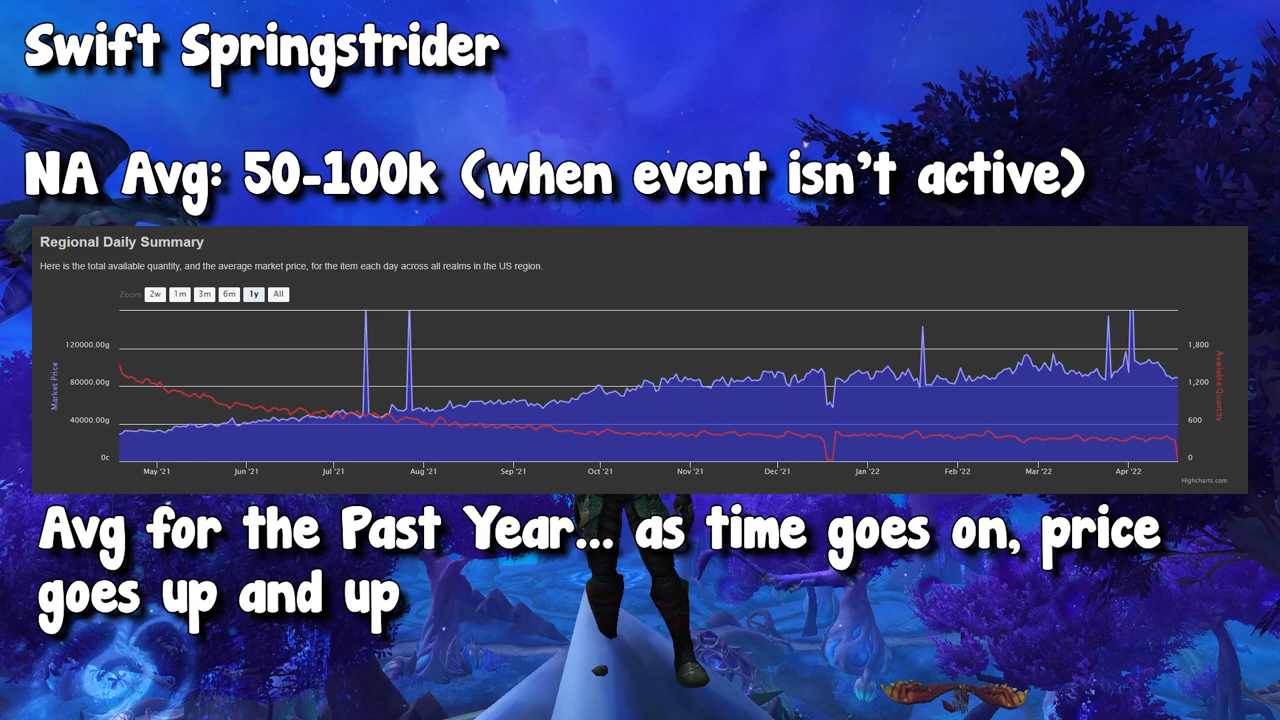 Swift Springstrider
NA Avg: 50-100k (when event isn't active)
Regional Daily Summary
Here is the total available quantity, and the average market price, for the item each day across all realms in the US region.
Zoom 2w 1m 3m 6m 1y All
120000.00g 1,800
80000.00g 1,200
40000.00g 600
0c 0
Market Price
Available Quantity
May '21 Jun '21 Jul '21 Aug '21 Sep '21 Oct '21 Nov '21 Dec '21 Jan '22 Feb '22 Mar '22 Apr '22
Highcharts.com
Avg for the Past Year... as time goes on, price
goes up and up